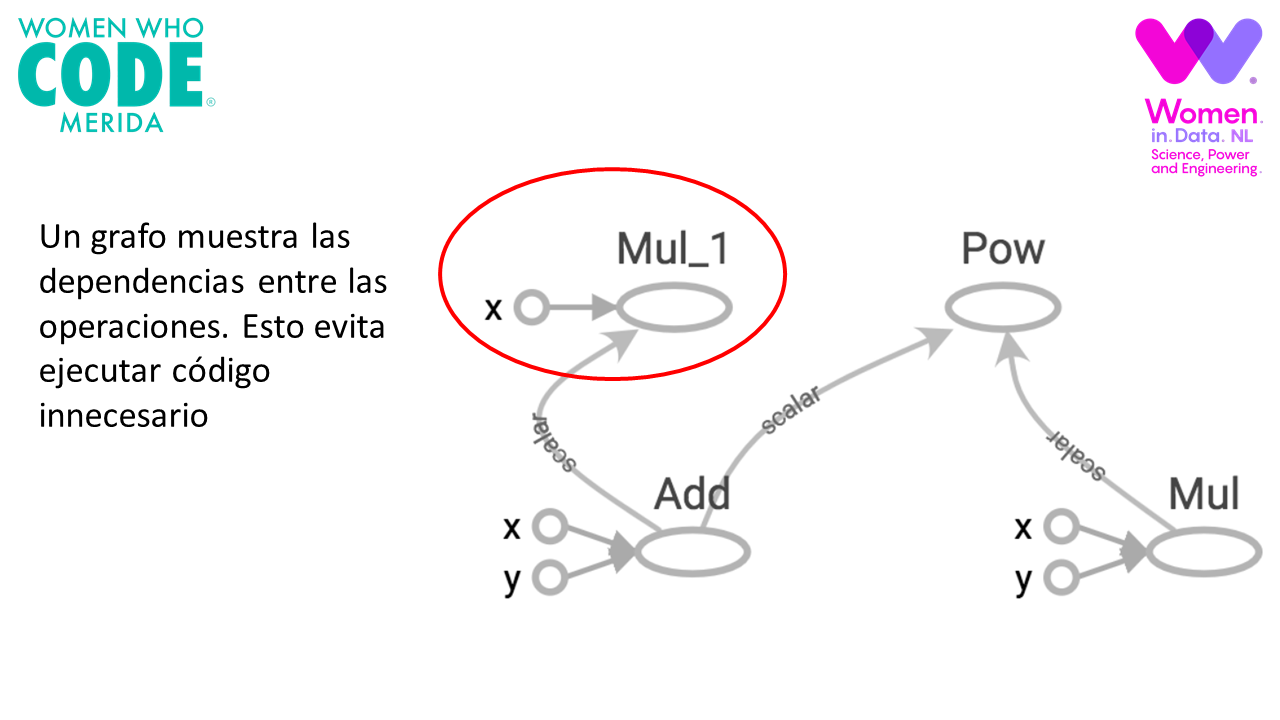 WOMEN WHO
CODE®
MERIDA
Women.
in.Data.NL
Science, Power
and Engineering.
Un grafo muestra las
dependencias entre las
operaciones. Esto evita
ejecutar código
innecesario
Mul_1
Pow
x
scalar
scalar
scalar
Add
Mul
x
x
y
y